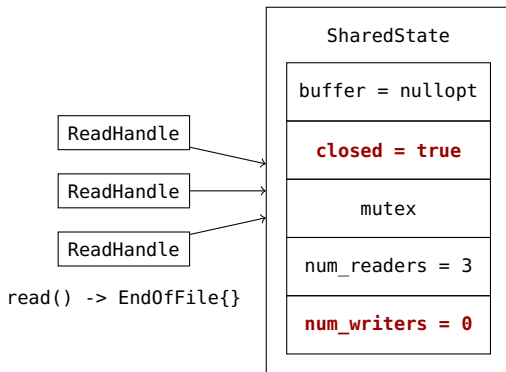 SharedState
buffer = nullopt
closed = true
mutex
num_readers = 3
num_writers = 0
ReadHandle
ReadHandle
ReadHandle
read() -> EndOfFile{}